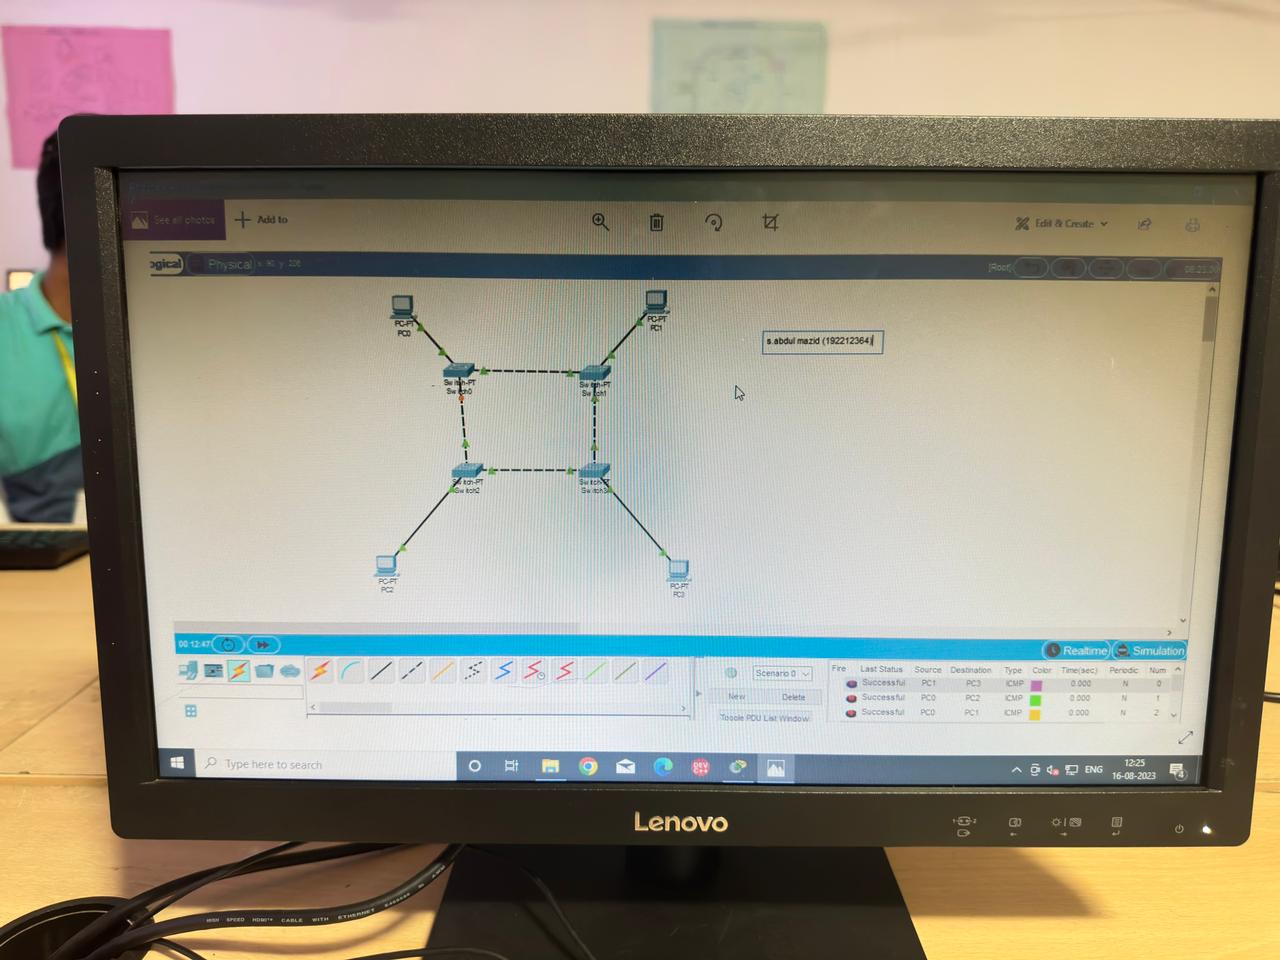 See all photos
Add to
Edit & Create
ogical
Physical
x: 90, y: 206
[Root]
PC-PT
PC0
PC-PT
PC1
s.abdul mazid (192212364)
Switch-PT
Switch0
Switch-PT
Switch1
Switch-PT
Switch2
Switch-PT
Switch3
PC-PT
PC2
PC-PT
PC3
00:12:47
Realtime
Simulation
Scenario 0
New
Delete
Toggle PDU List Window
Fire Last Status Source Destination Type Color Time(sec) Periodic Num
Successful PC1 PC3 ICMP 0.000 N 0
Successful PC0 PC2 ICMP 0.000 N 1
Successful PC0 PC1 ICMP 0.000 N 2
Type here to search
DEV
C++
ENG
12:25
16-08-2023
4
Lenovo
HIGH SPEED HDMI™ CABLE WITH ETHERNET